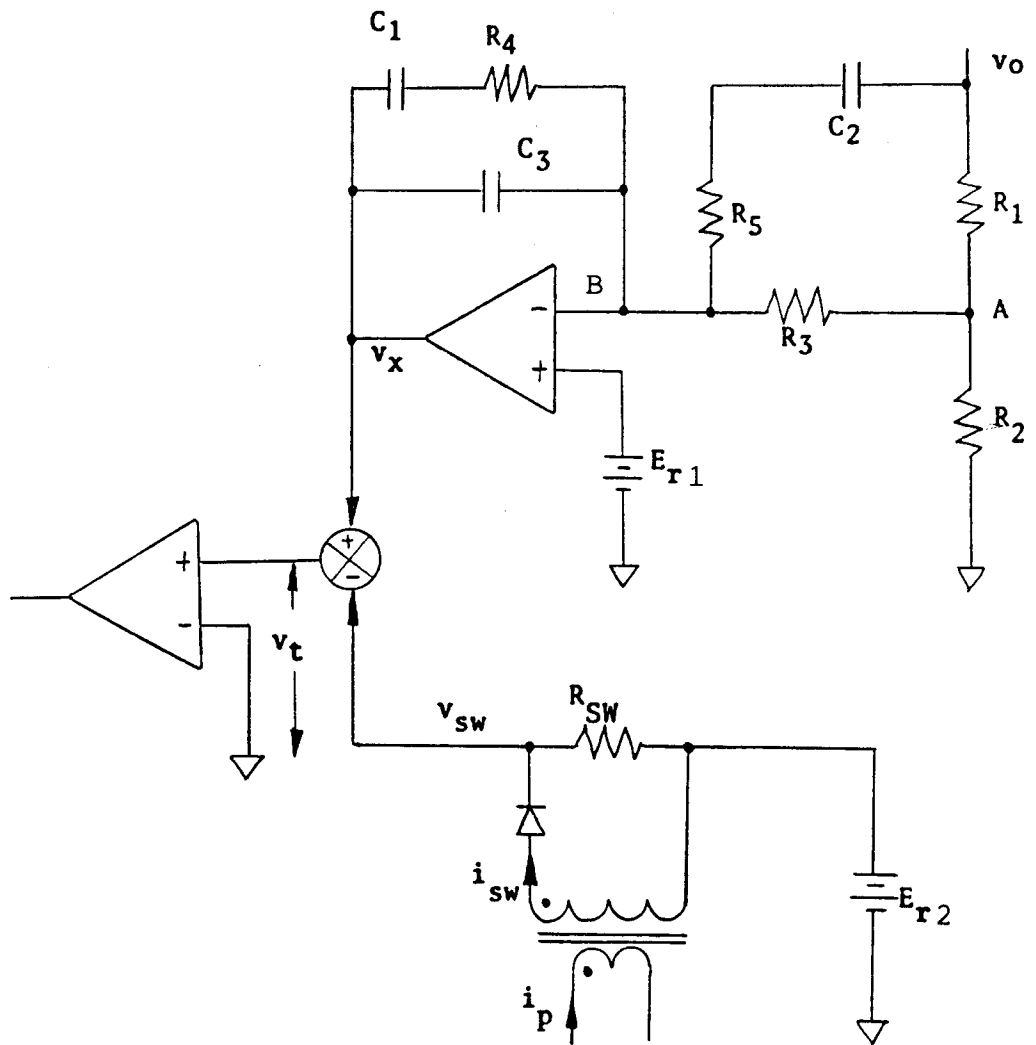 C1
R4
vo
C2
C3
R5
R1
B
A
-
R3
vx
+
R2
Er1
+
+
-
-
vt
vsw
RSW
isw
Er2
ip